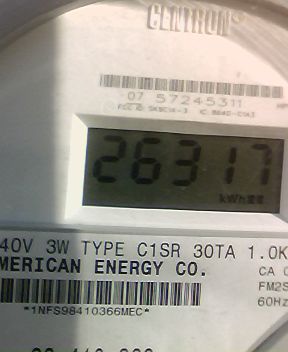 CENTRON®
07 57245311
26317
kWh
40V 3W TYPE C1SR 30TA 1.0K
MERICAN ENERGY CO.
CA 0
FM2S
60Hz
*1NFS98410366MEC*